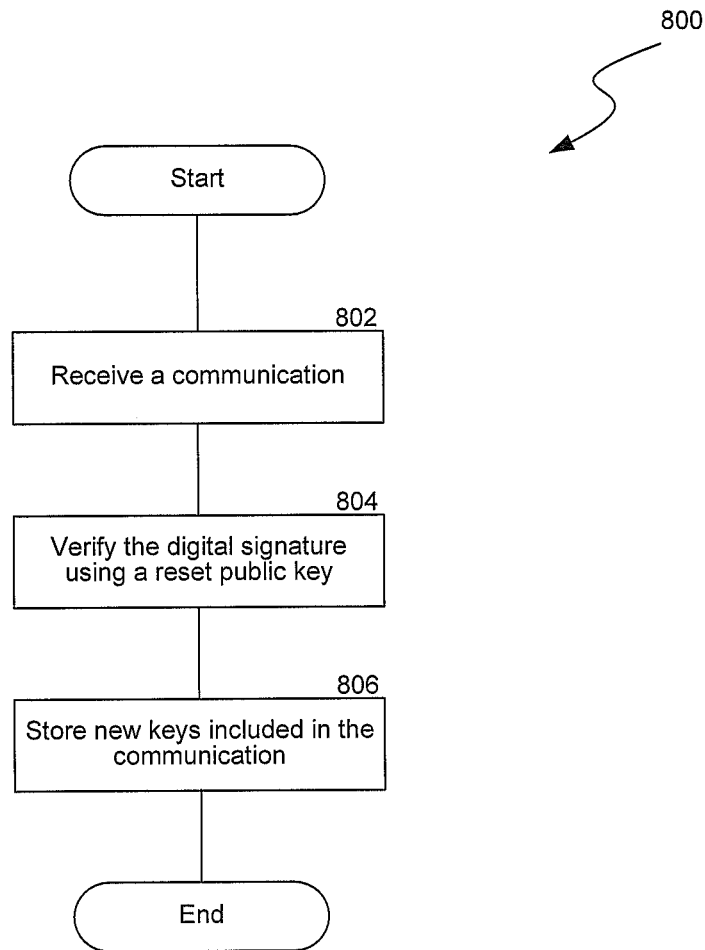 800
Start
802
Receive a communication
804
Verify the digital signature
using a reset public key
806
Store new keys included in the
communication
End